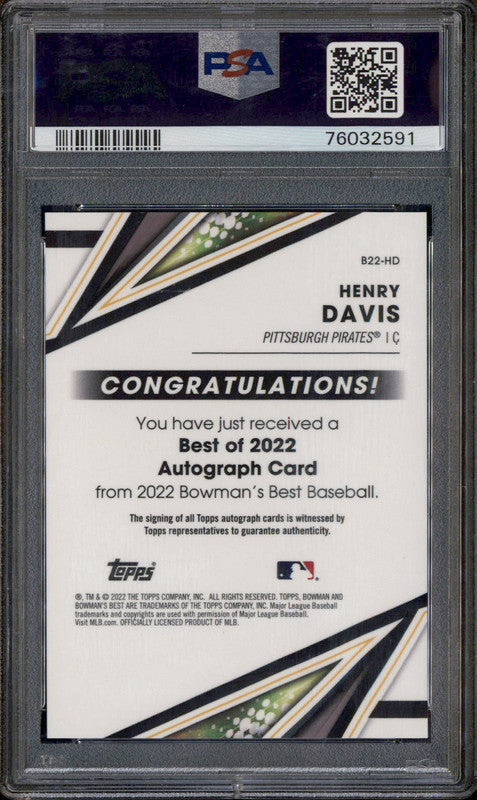 PSA
76032591
B22-HD
HENRY
DAVIS
PITTSBURGH PIRATES® | C
CONGRATULATIONS!
You have just received a
Best of 2022
Autograph Card
from 2022 Bowman's Best Baseball.
The signing of all Topps autograph cards is witnessed by
Topps representatives to guarantee authenticity.
Topps
®, TM & © 2022 THE TOPPS COMPANY, INC. ALL RIGHTS RESERVED. TOPPS, BOWMAN AND
BOWMAN'S BEST ARE TRADEMARKS OF THE TOPPS COMPANY, INC. Major League Baseball
trademarks and copyrights are used with permission of Major League Baseball.
Visit MLB.com. OFFICIALLY LICENSED PRODUCT OF MLB.